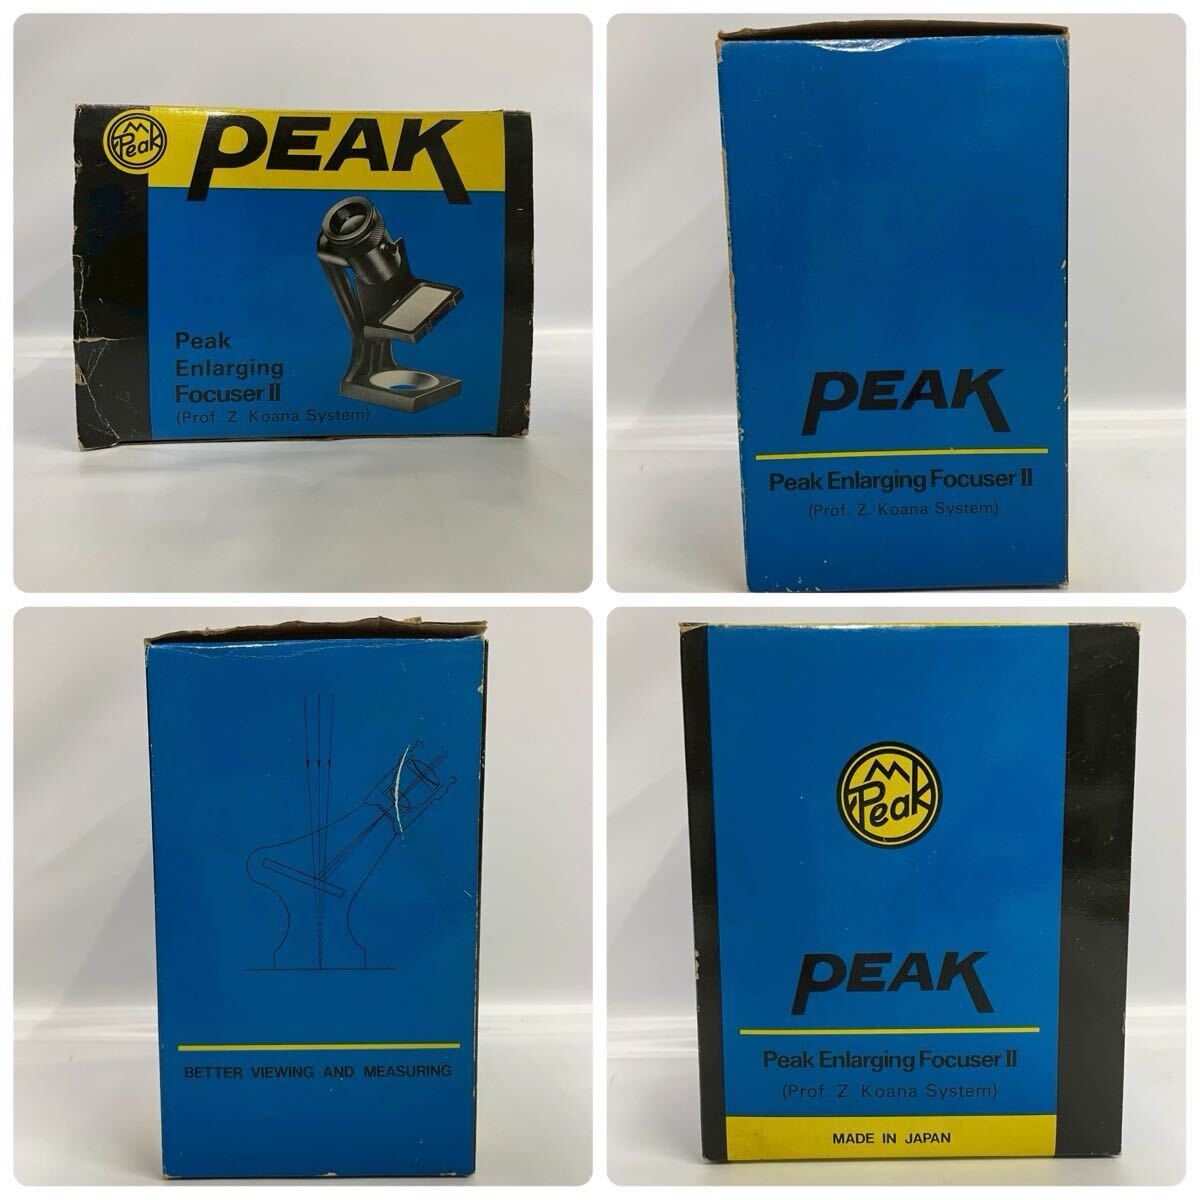 Peak
PEAK
Peak
Enlarging
Focuser II
(Prof. Z. Koana System)
PEAK
Peak Enlarging Focuser II
(Prof. Z. Koana System)
BETTER VIEWING AND MEASURING
Peak
PEAK
Peak Enlarging Focuser II
(Prof. Z. Koana System)
MADE IN JAPAN